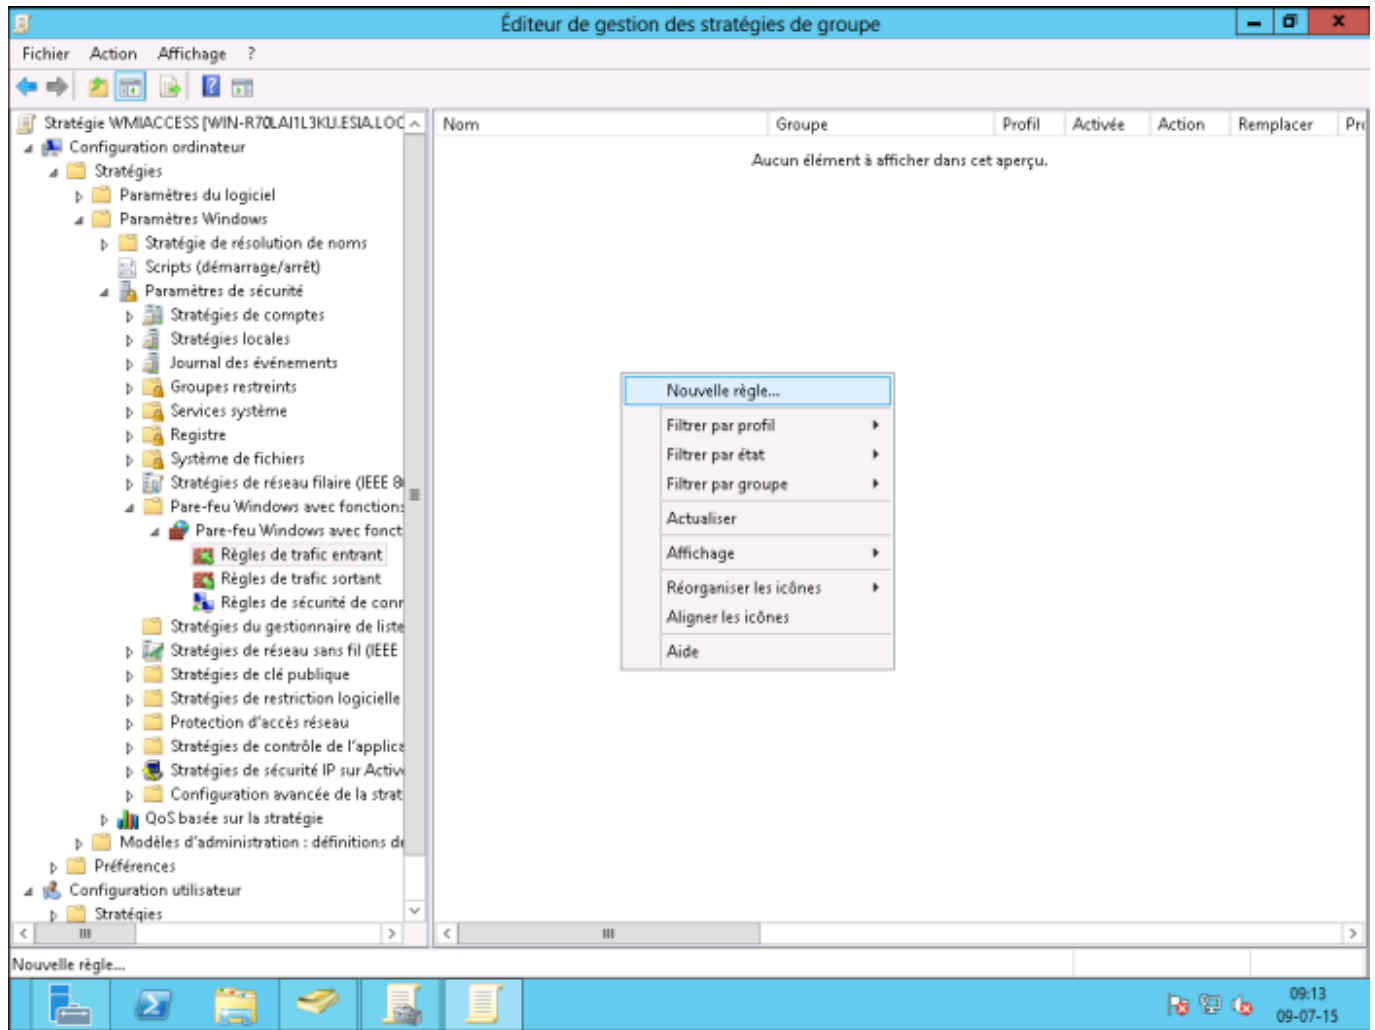 Éditeur de gestion des stratégies de groupe
Fichier Action Affichage ?
Stratégie WMIACCESS [WIN-R70LAI1L3KU.ESIA.LOC
Configuration ordinateur
Stratégies
Paramètres du logiciel
Paramètres Windows
Stratégie de résolution de noms
Scripts (démarrage/arrêt)
Paramètres de sécurité
Stratégies de comptes
Stratégies locales
Journal des événements
Groupes restreints
Services système
Registre
Système de fichiers
Stratégies de réseau filaire (IEEE 8
Pare-feu Windows avec fonction
Pare-feu Windows avec fonct
Règles de trafic entrant
Règles de trafic sortant
Règles de sécurité de conn
Stratégies du gestionnaire de liste
Stratégies de réseau sans fil (IEEE
Stratégies de clé publique
Stratégies de restriction logicielle
Protection d'accès réseau
Stratégies de contrôle de l'applica
Stratégies de sécurité IP sur Activ
Configuration avancée de la strat
QoS basée sur la stratégie
Modèles d'administration : définitions de
Préférences
Configuration utilisateur
Stratégies
Nom Groupe Profil Activée Action Remplacer Pro
Aucun élément à afficher dans cet aperçu.
Nouvelle règle...
Filtrer par profil
Filtrer par état
Filtrer par groupe
Actualiser
Affichage
Réorganiser les icônes
Aligner les icônes
Aide
Nouvelle règle...
09:13
09-07-15